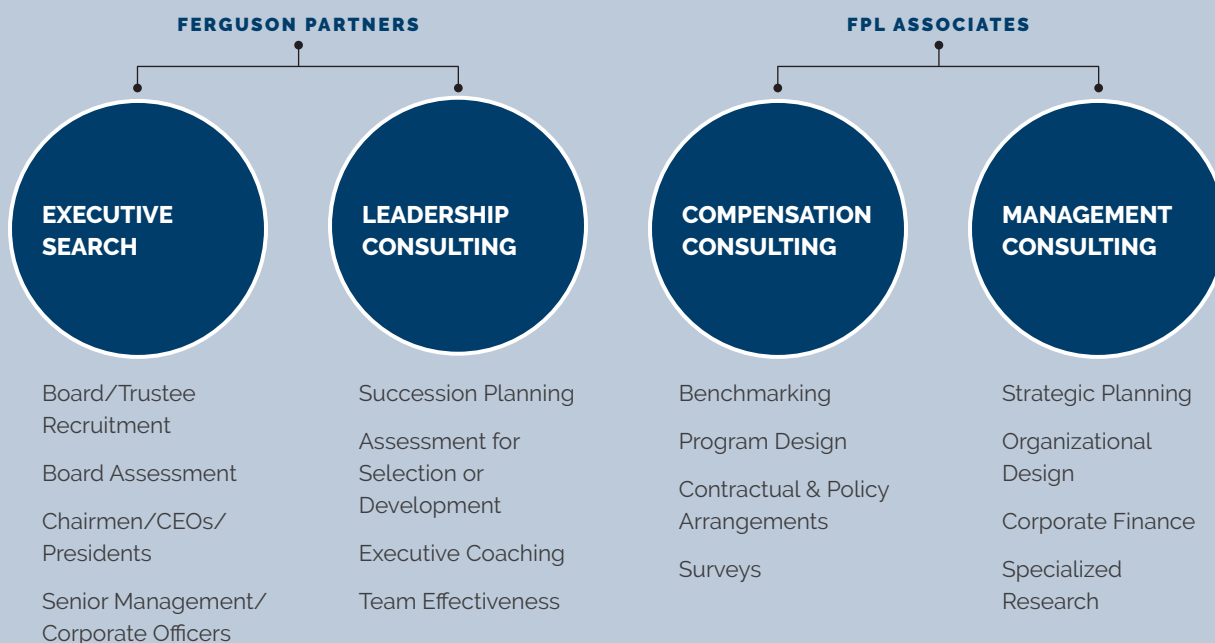 FERGUSON PARTNERS
FPL ASSOCIATES
EXECUTIVE
SEARCH
LEADERSHIP
CONSULTING
COMPENSATION
CONSULTING
MANAGEMENT
CONSULTING
Board/Trustee
Recruitment
Board Assessment
Chairmen/CEOs/
Presidents
Senior Management/
Corporate Officers
Succession Planning
Assessment for
Selection or
Development
Executive Coaching
Team Effectiveness
Benchmarking
Program Design
Contractual & Policy
Arrangements
Surveys
Strategic Planning
Organizational
Design
Corporate Finance
Specialized
Research